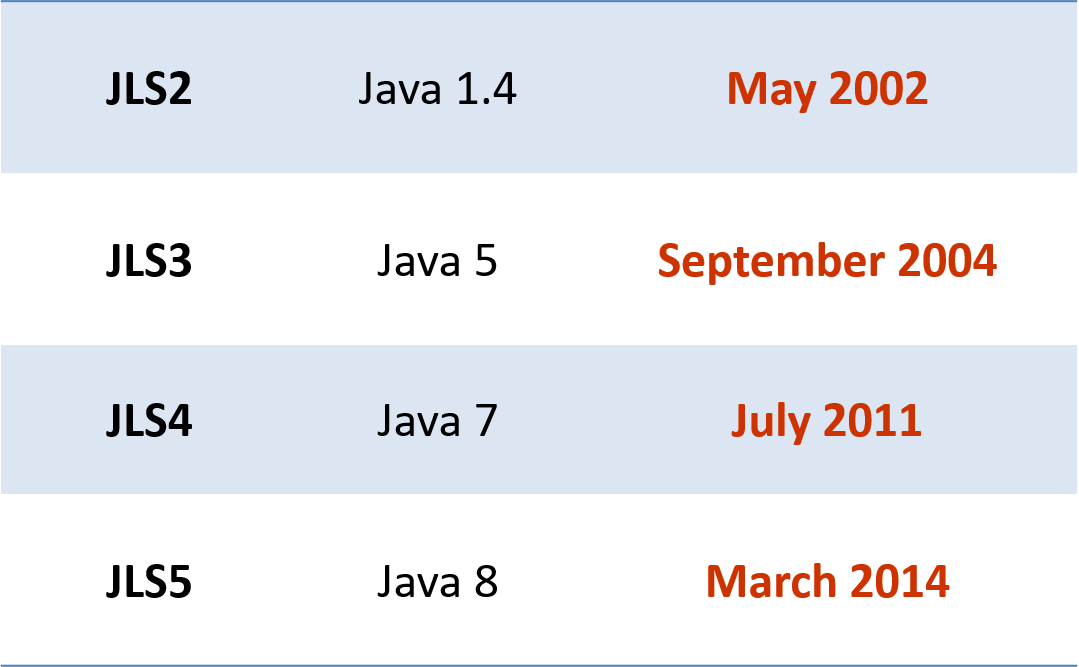 JLS2 Java 1.4 May 2002
JLS3 Java 5 September 2004
JLS4 Java 7 July 2011
JLS5 Java 8 March 2014